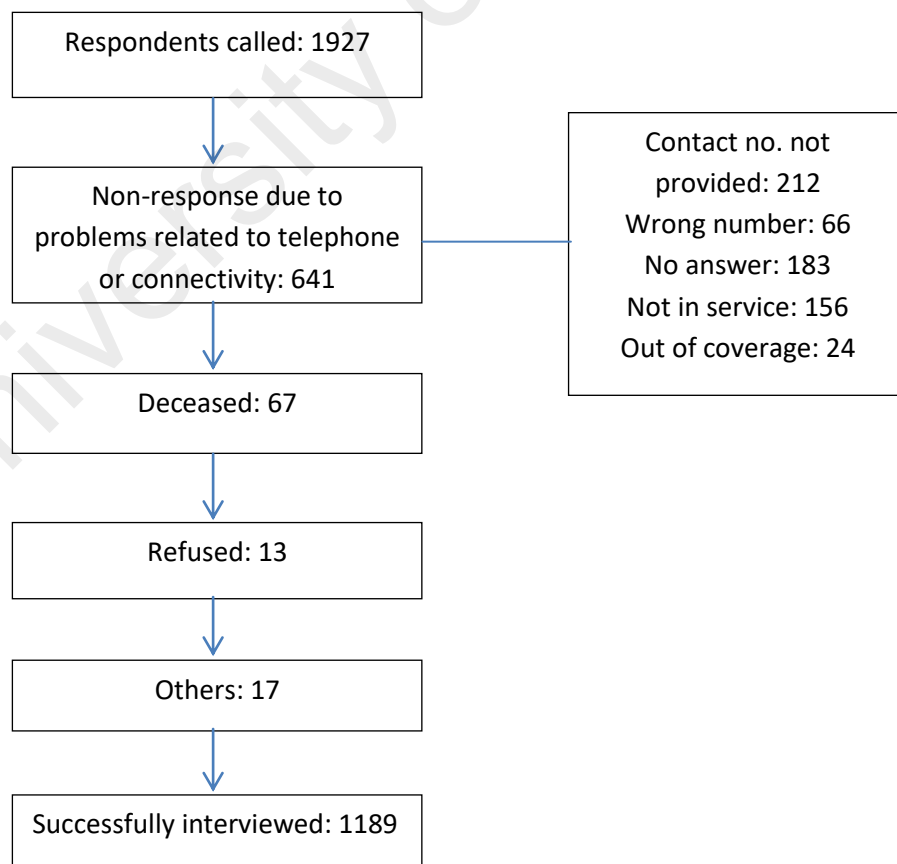 Respondents called: 1927
Non-response due to
problems related to telephone
or connectivity: 641
Contact no. not
provided: 212
Wrong number: 66
No answer: 183
Not in service: 156
Out of coverage: 24
Deceased: 67
Refused: 13
Others: 17
Successfully interviewed: 1189
University